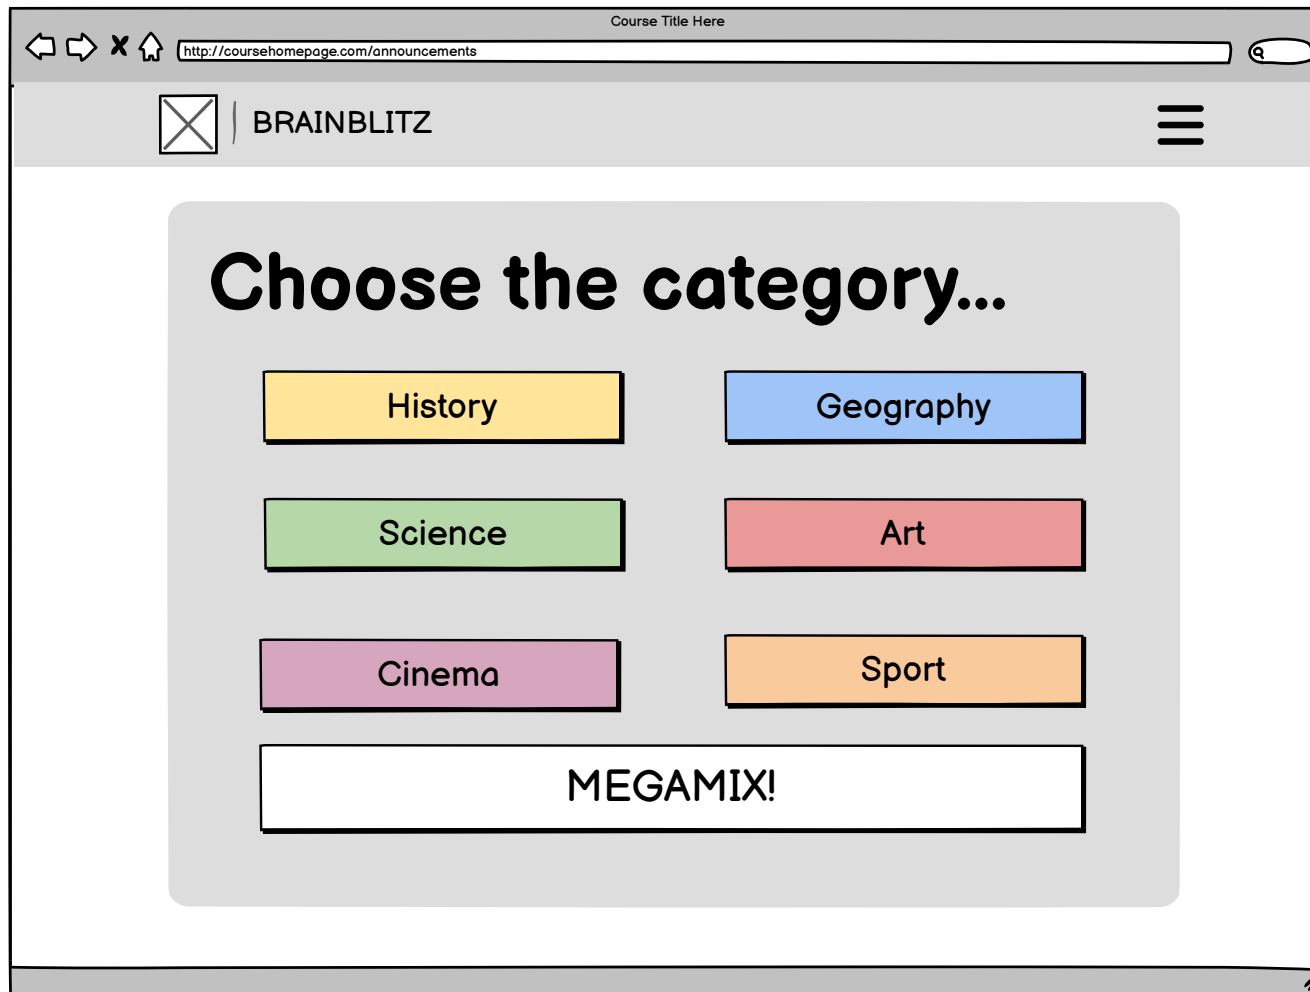 Course Title Here
http://coursehomepage.com/announcements
BRAINBLITZ
Choose the category...
History
Geography
Science
Art
Cinema
Sport
MEGAMIX!